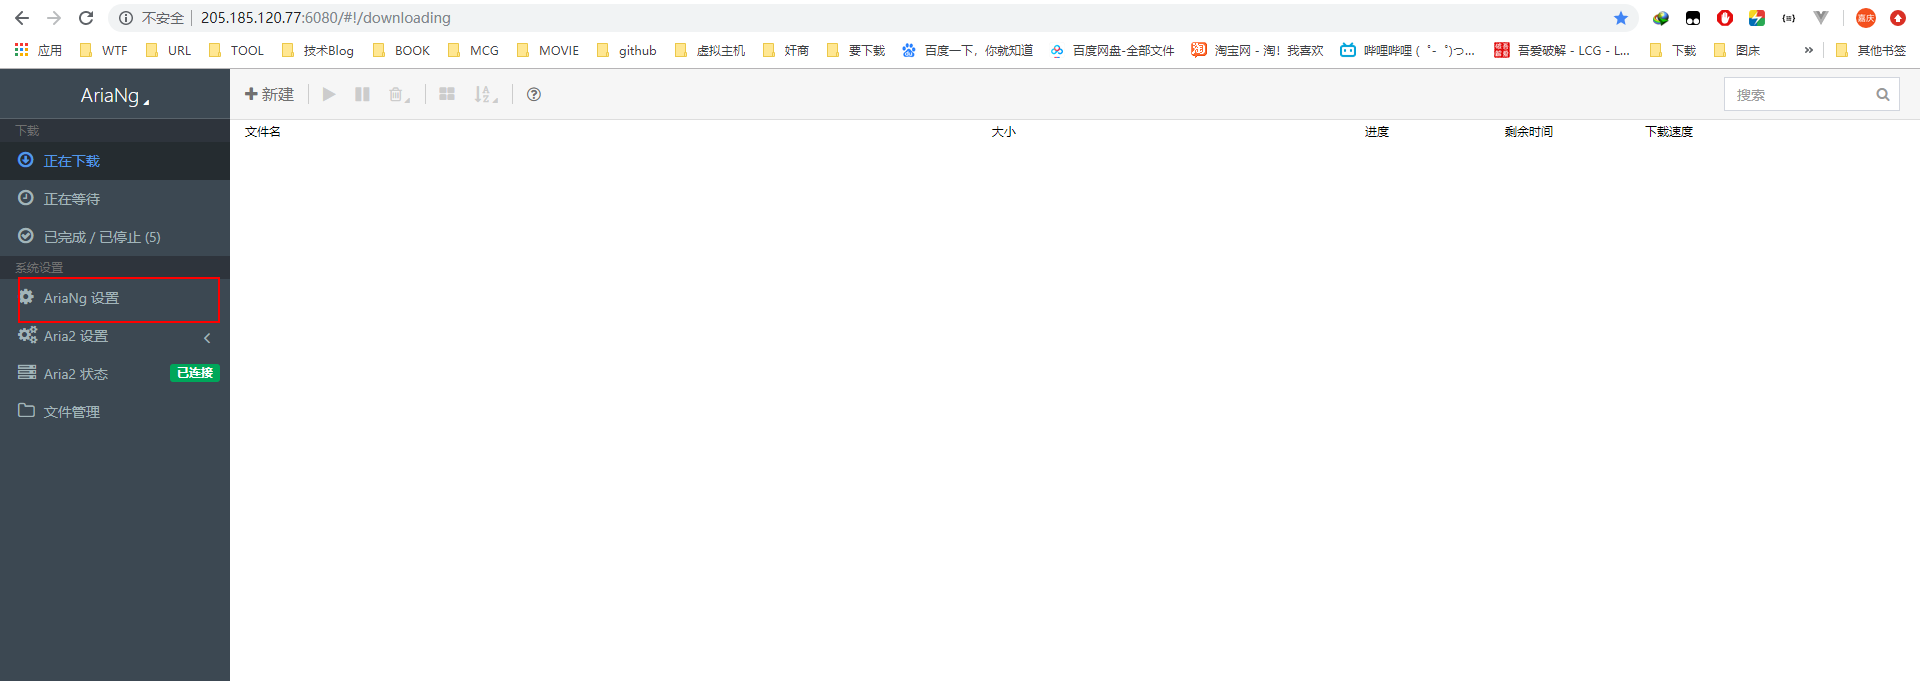 不安全 205.185.120.77:6080/#!/downloading
应用 WTF URL TOOL 技术Blog BOOK MCG MOVIE github 虚拟主机 奸商 要下载 百度一下，你就知道 百度网盘-全部文件 淘宝网 - 淘！我喜欢 哔哩哔哩 ( ゜- ゜)つ... 吾爱破解 - LCG - L... 下载 图床 » 其他书签
AriaNg
新建
搜索
下载
正在下载
正在等待
已完成 / 已停止 (5)
系统设置
AriaNg 设置
Aria2 设置
Aria2 状态 已连接
文件管理
文件名 大小 进度 剩余时间 下载速度